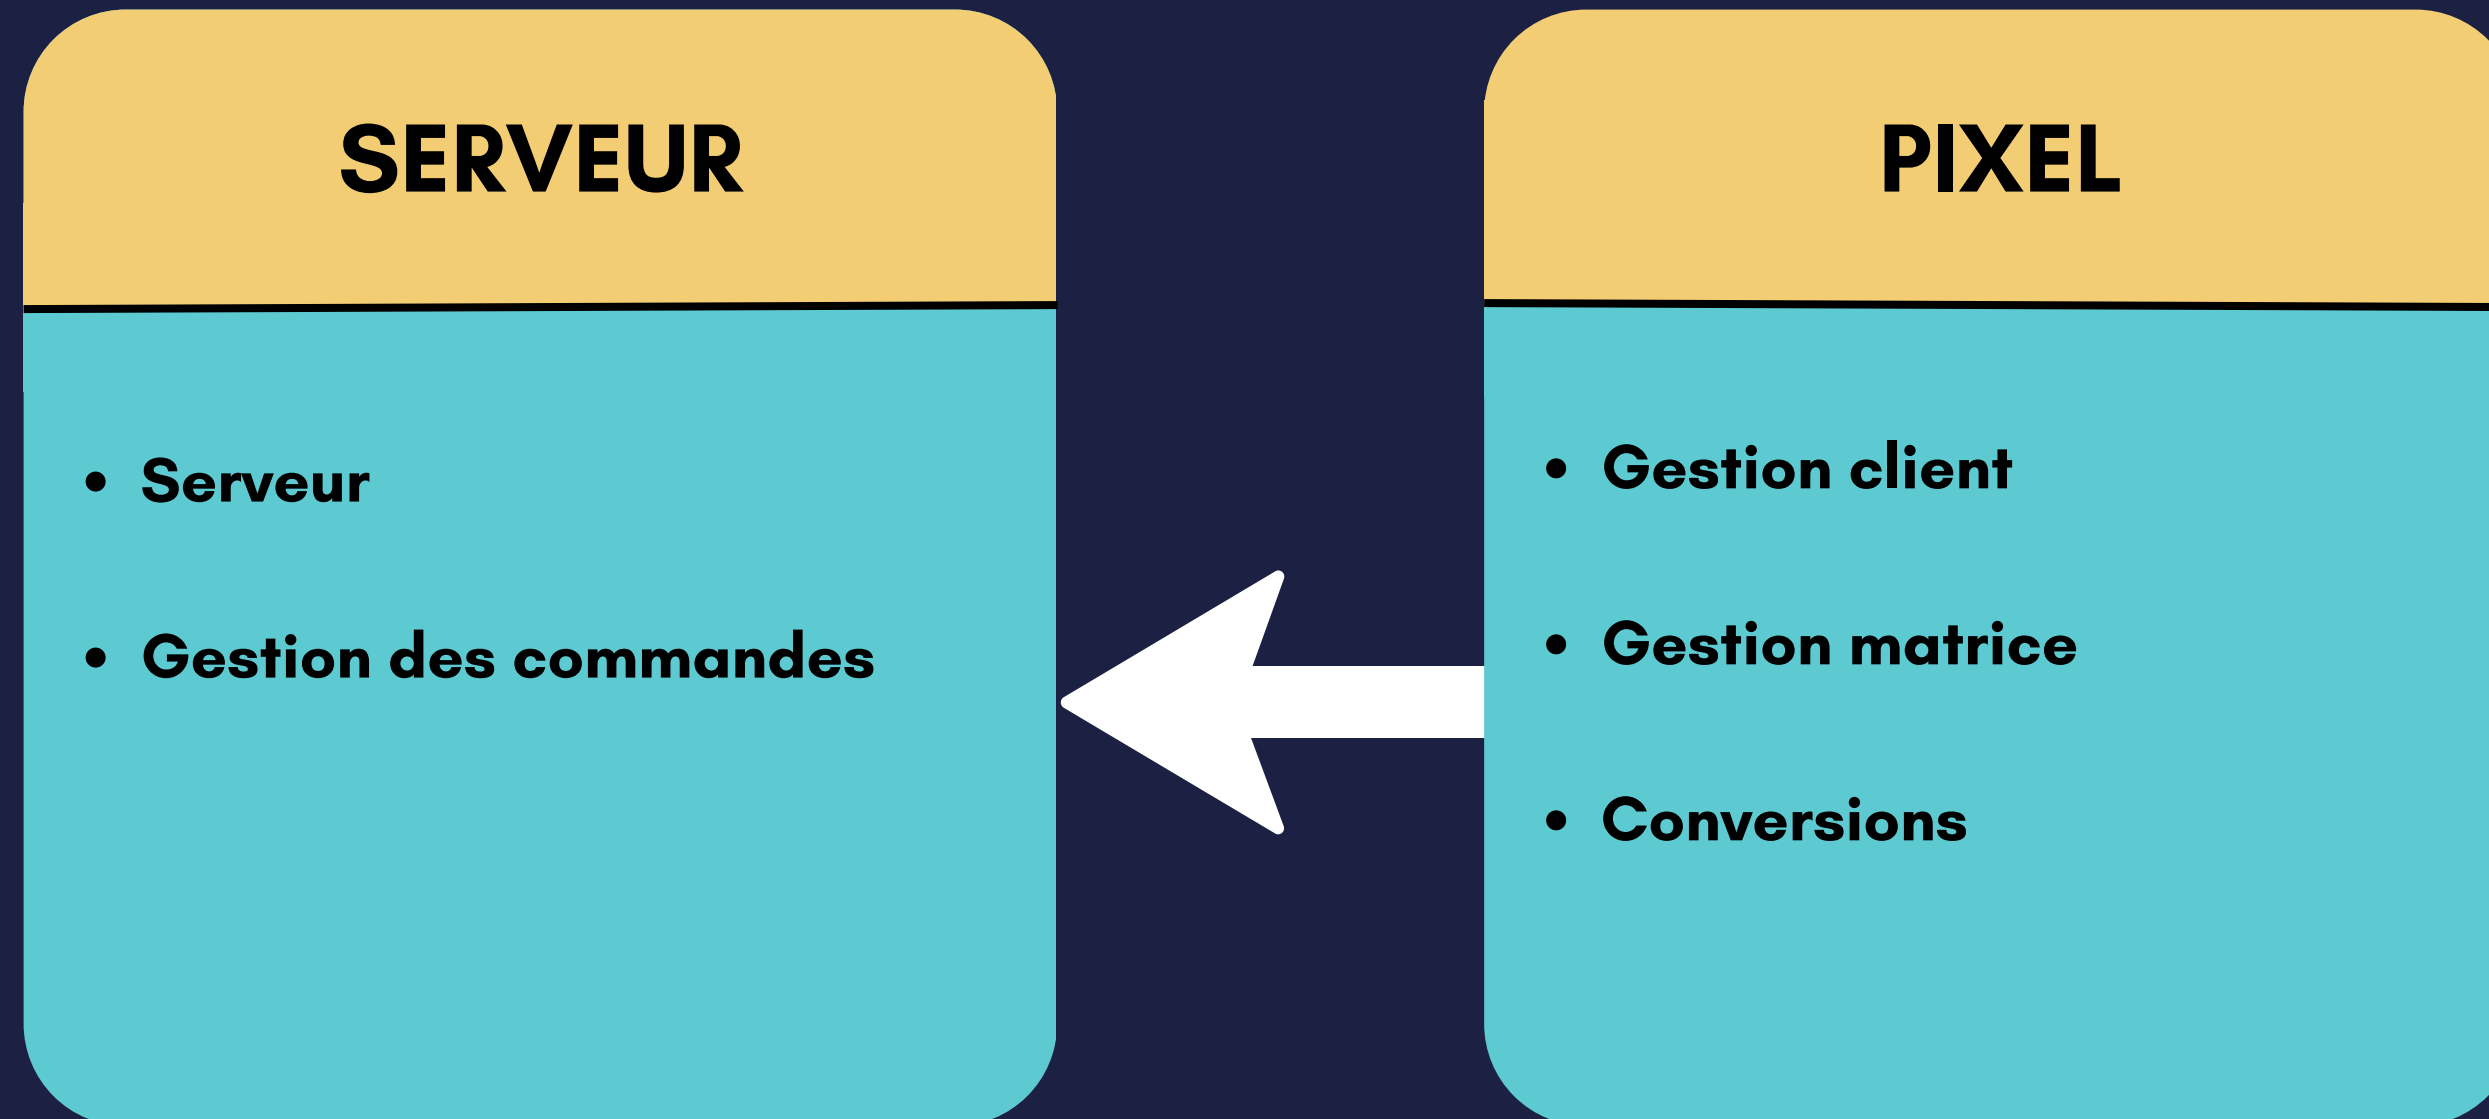 SERVEUR
• Serveur
• Gestion des commandes
PIXEL
• Gestion client
• Gestion matrice
• Conversions